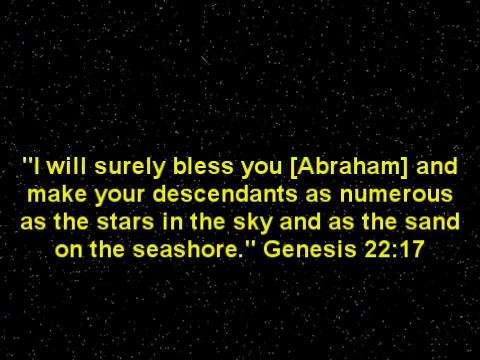 "I will surely bless you [Abraham] and
make your descendants as numerous
as the stars in the sky and as the sand
on the seashore." Genesis 22:17